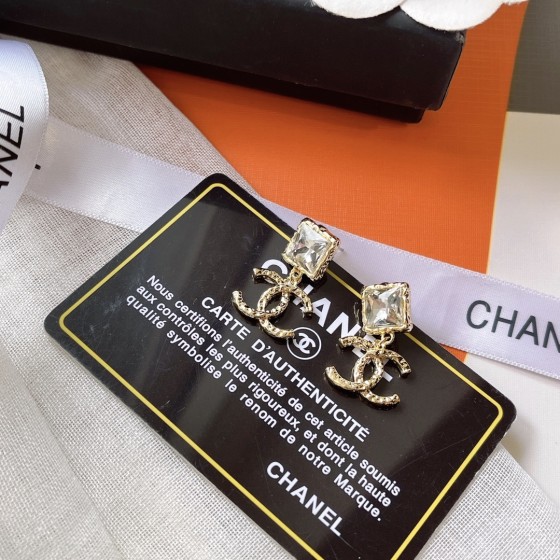 ANEL
CHANEL
CARTE D'AUTHENTICITÉ
Nous certifions l'authenticité de cet article soumis
aux contrôles les plus rigoureux, et dont la haute
qualité symbolise le renom de notre Marque.
CHANEL
CHAN